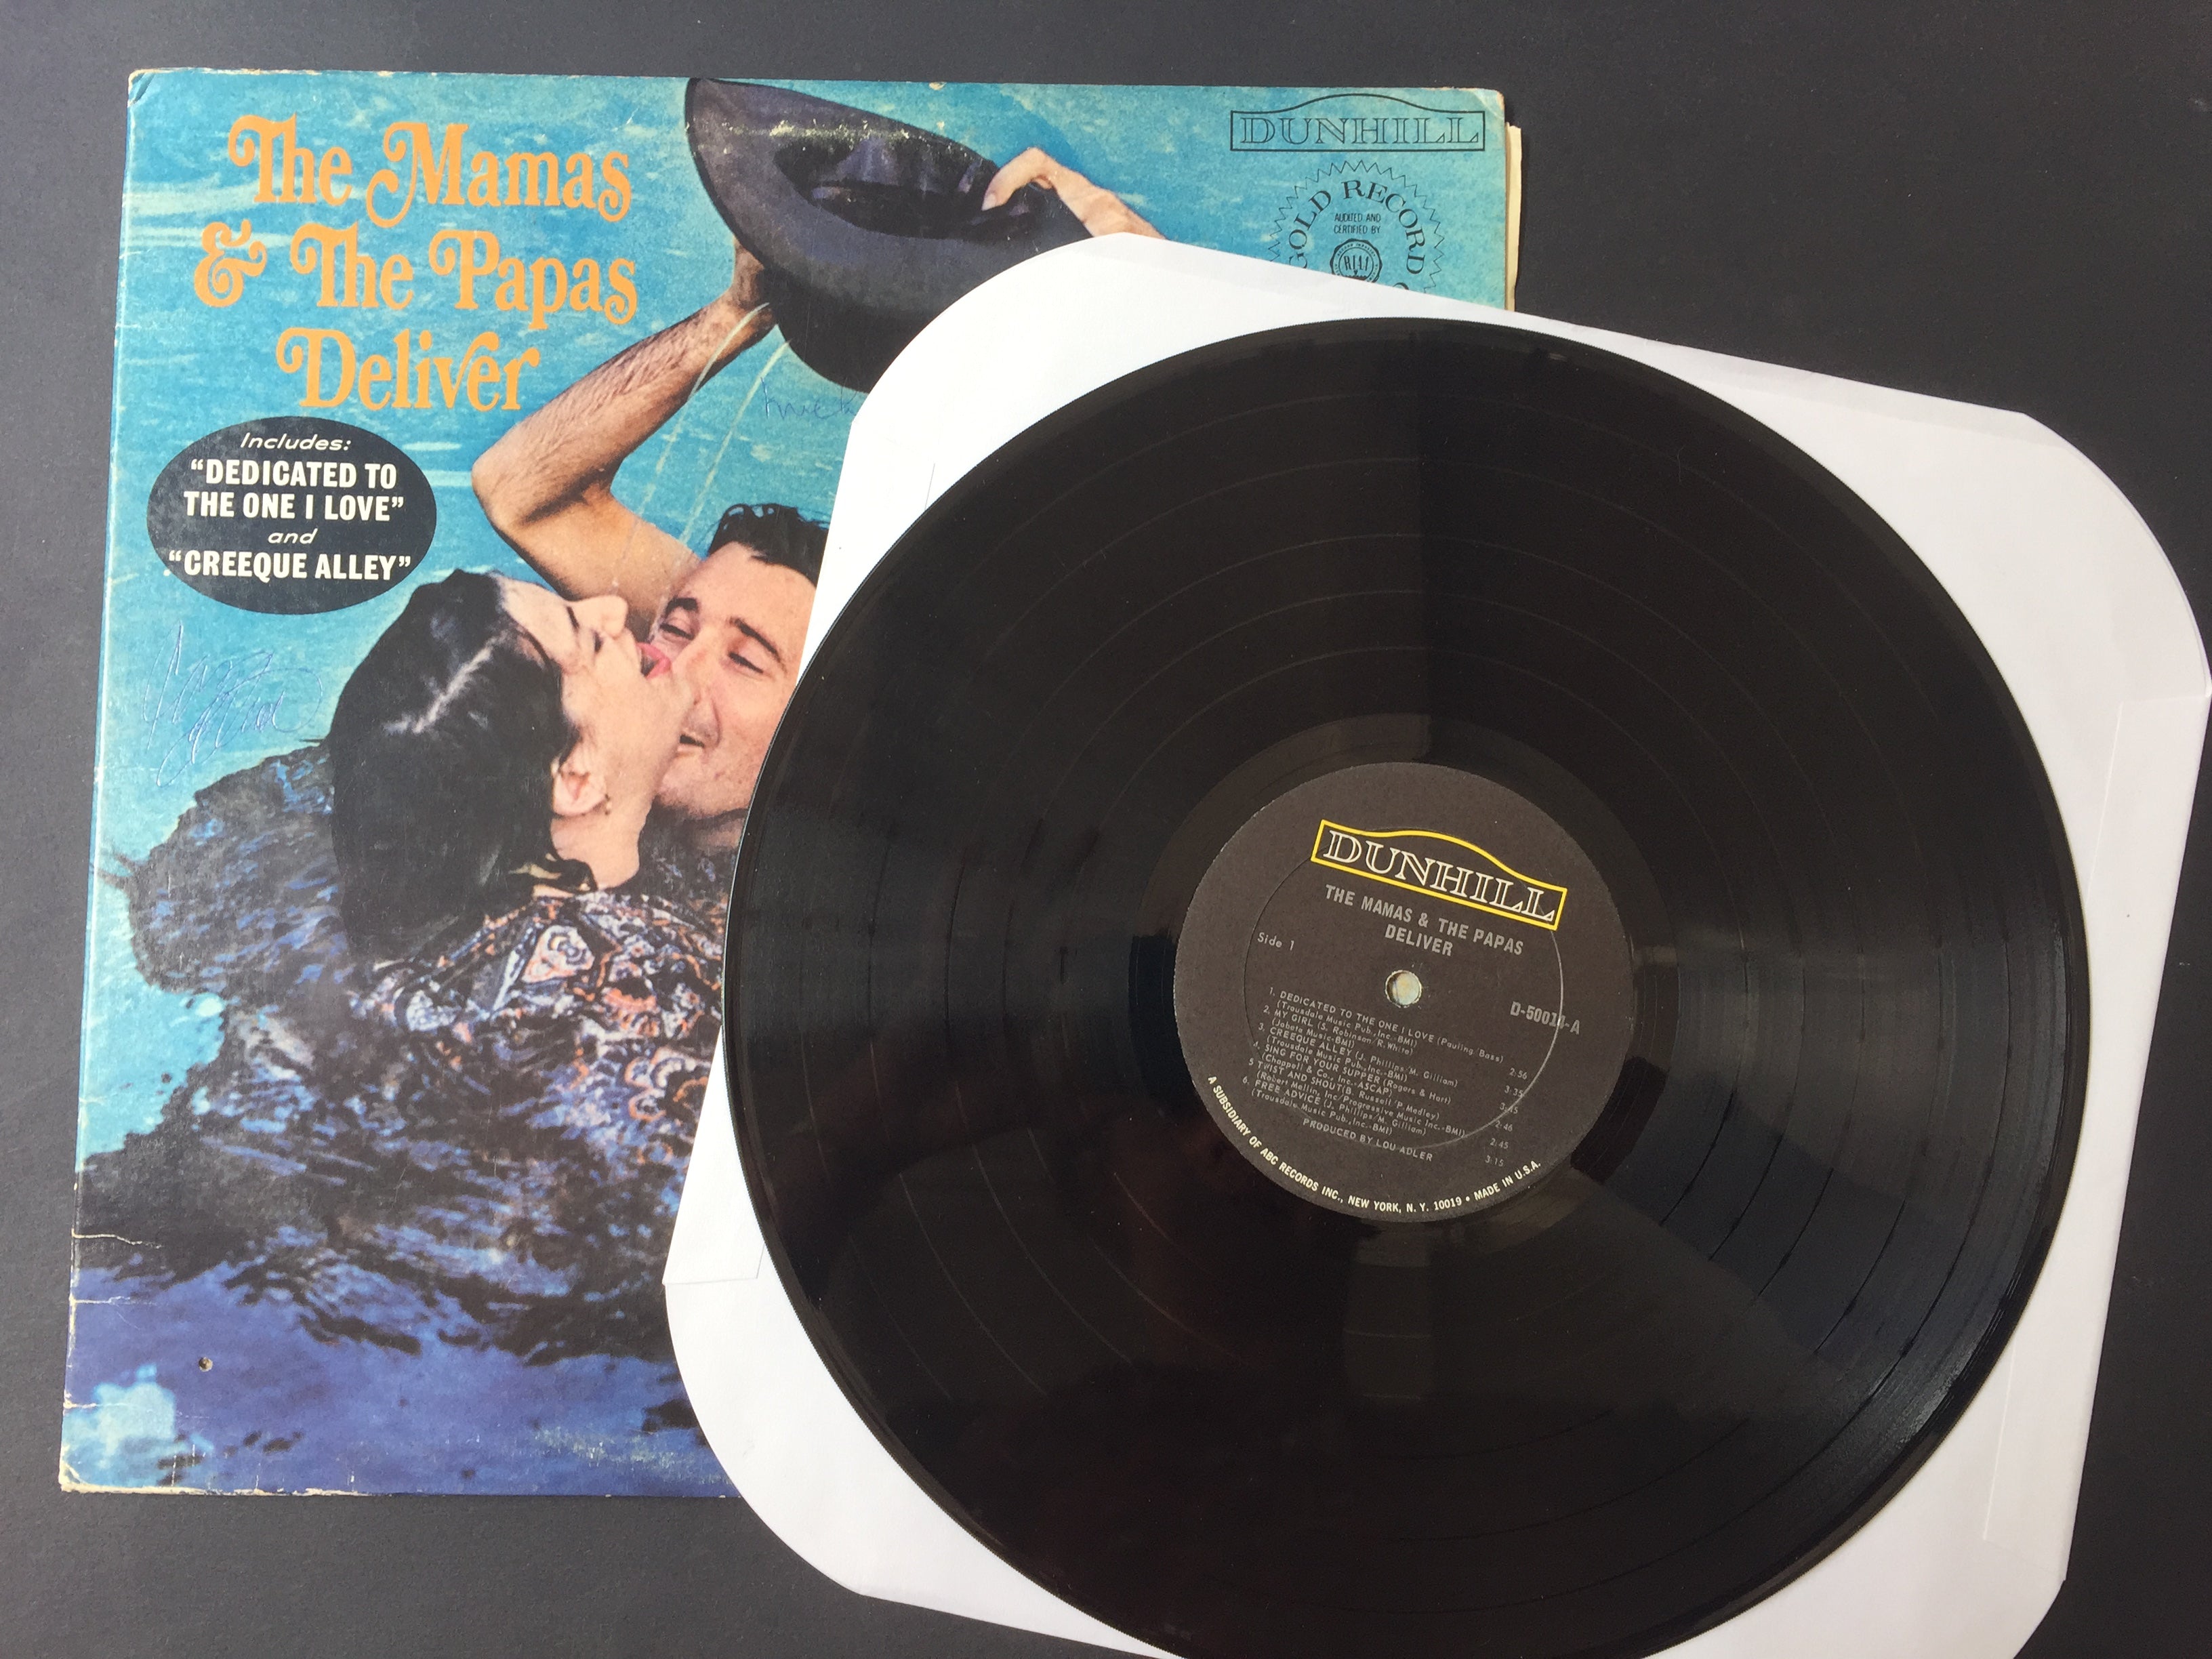 The Mamas
& The Papas
Deliver
Includes:
"DEDICATED TO
THE ONE I LOVE"
and
"CREEQUE ALLEY"
DUNHILL
GOLD RECORD
AUDITED AND
CERTIFIED BY
RIAA
DUNHILL
THE MAMAS & THE PAPAS
DELIVER
Side 1
D-50014-A
1. DEDICATED TO THE ONE I LOVE (Pauling/Bass) 2:56
(Trousdale Music Pub., Inc.-BMI)
2. MY GIRL (S. Robinson/R. White) 3:35
(Jobete Music-BMI)
3. CREEQUE ALLEY (J. Phillips/M. Gilliam) 3:45
(Trousdale Music Pub., Inc.-BMI)
4. SING FOR YOUR SUPPER (Rogers & Hart) 2:46
(Chappell & Co., Inc.-ASCAP)
5 TWIST AND SHOUT(B. Russell/P. Medley) 2:45
(Robert Mellin Inc/Progressive Music Inc.-BMI)
6. FREE ADVICE (J. Phillips/M. Gilliam) 3:15
(Trousdale Music Pub., Inc.-BMI)
PRODUCED BY LOU ADLER
A SUBSIDIARY OF ABC RECORDS INC., NEW YORK, N. Y. 10019 • MADE IN U.S.A.